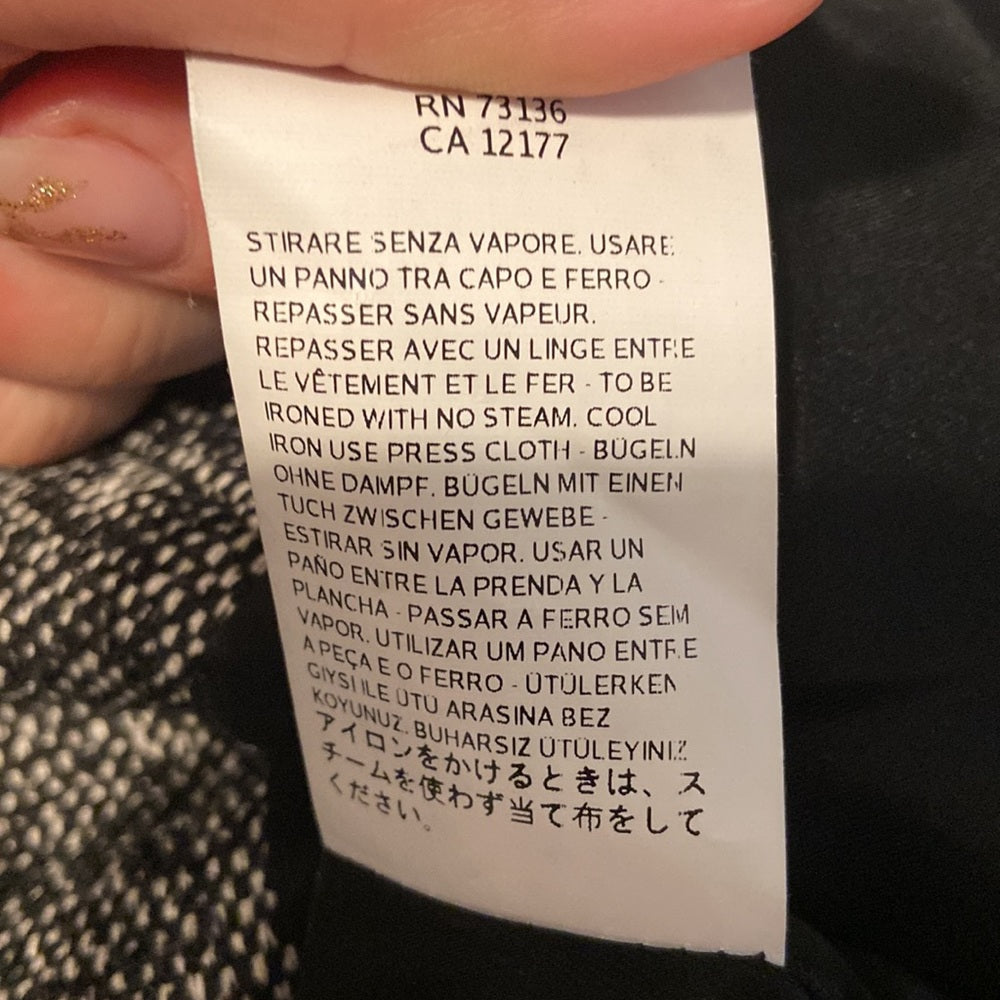 RN 73136
CA 12177
STIRARE SENZA VAPORE. USARE
UN PANNO TRA CAPO E FERRO -
REPASSER SANS VAPEUR.
REPASSER AVEC UN LINGE ENTRE
LE VÊTEMENT ET LE FER - TO BE
IRONED WITH NO STEAM. COOL
IRON USE PRESS CLOTH - BÜGELN
OHNE DAMPF. BÜGELN MIT EINEN
TUCH ZWISCHEN GEWEBE -
ESTIRAR SIN VAPOR. USAR UN
PAÑO ENTRE LA PRENDA Y LA
PLANCHA - PASSAR A FERRO SEM
VAPOR. UTILIZAR UM PANO ENTRE
A PEÇA E O FERRO - ÜTÜLERKEN
GIYSI ILE ÜTÜ ARASINA BEZ
KOYUNUZ. BUHARSIZ ÜTÜLEYINIZ
アイロンをかけるときは、ス
チームを使わず当て布をして
ください。